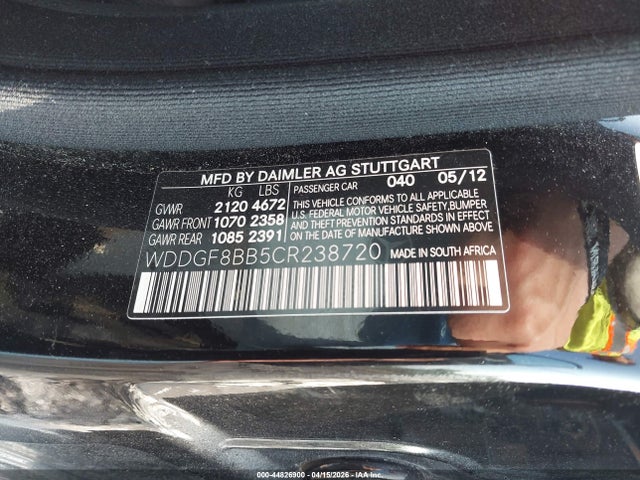 MFD BY DAIMLER AG STUTTGART
KG LBS
GVWR 2120 4672
GAWR FRONT 1070 2358
GAWR REAR 1085 2391
PASSENGER CAR 040 05/12
THIS VEHICLE CONFORMS TO ALL APPLICABLE
U.S. FEDERAL MOTOR VEHICLE SAFETY,BUMPER
AND THEFT PREVENTION STANDARDS IN EFFECT
ON THE DATE OF MANUFACTURE SHOWN ABOVE.
WDDGF8BB5CR238720 MADE IN SOUTH AFRICA
000-44826900 - 04/15/2026 - IAA Inc.